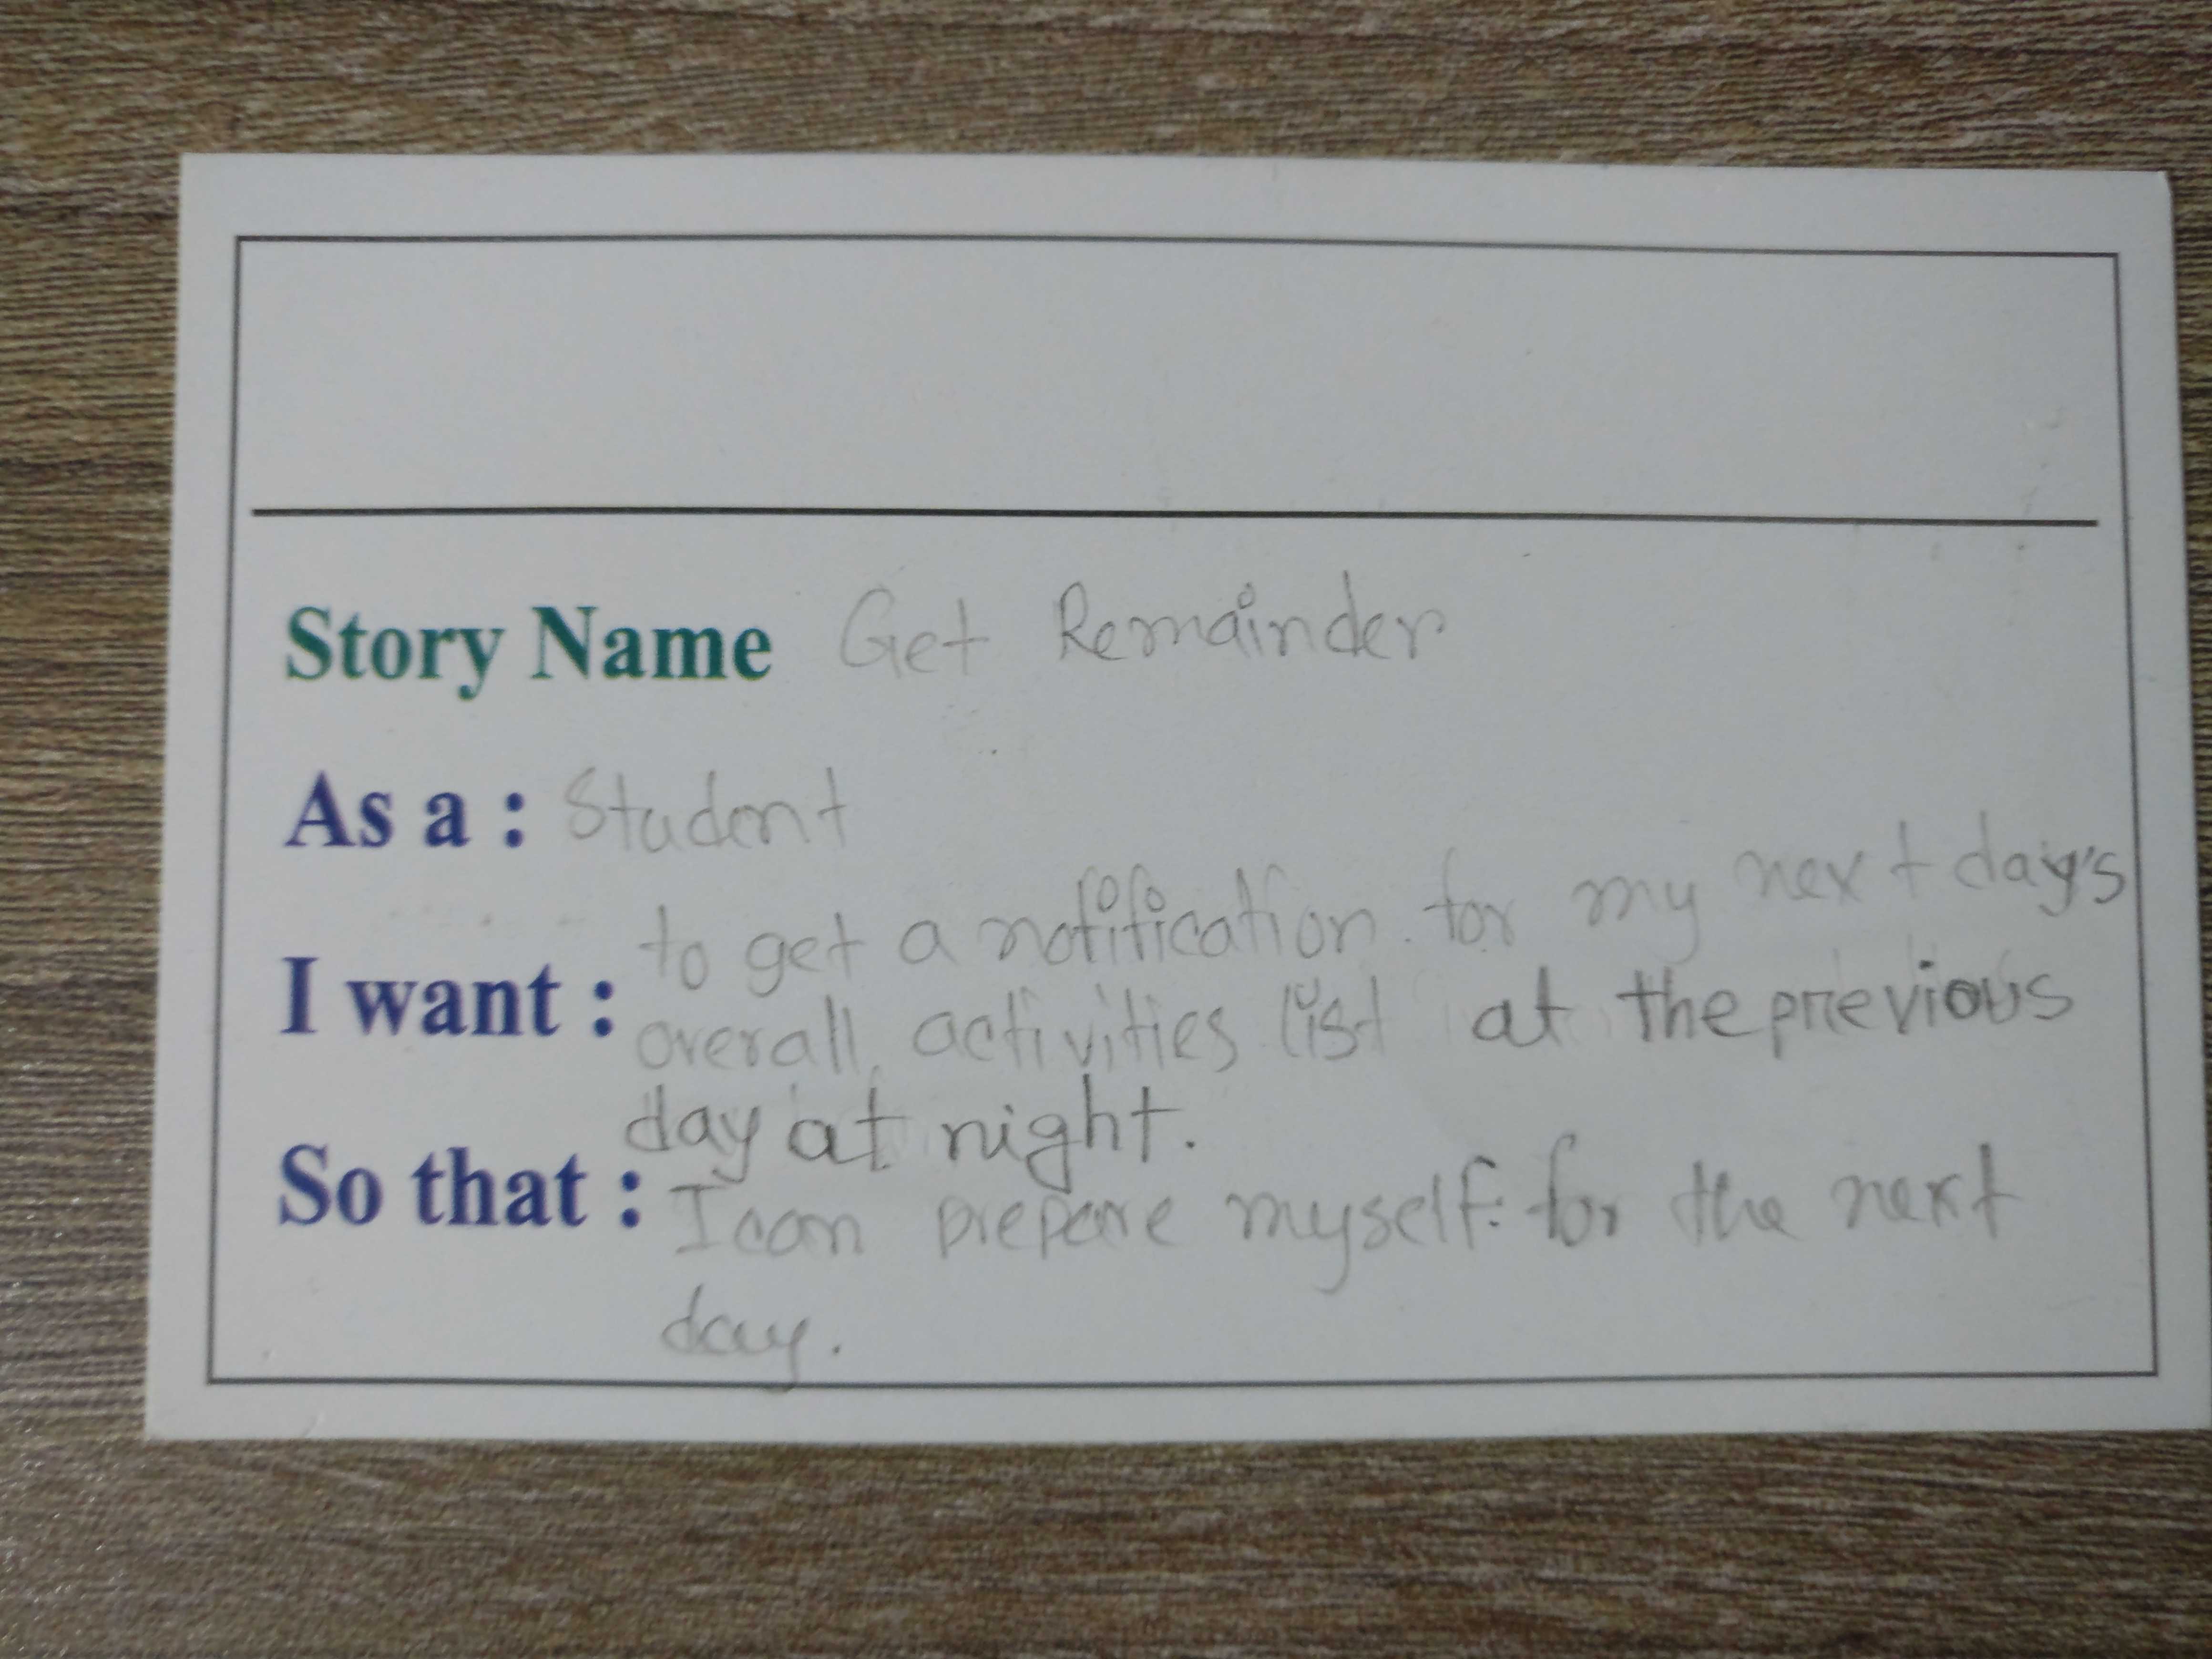 Story Name Get Remainder
As a : Student
I want : to get a notification for my next day's
overall activities list at the previous
day at night.
So that : I can prepare myself for the next
day.